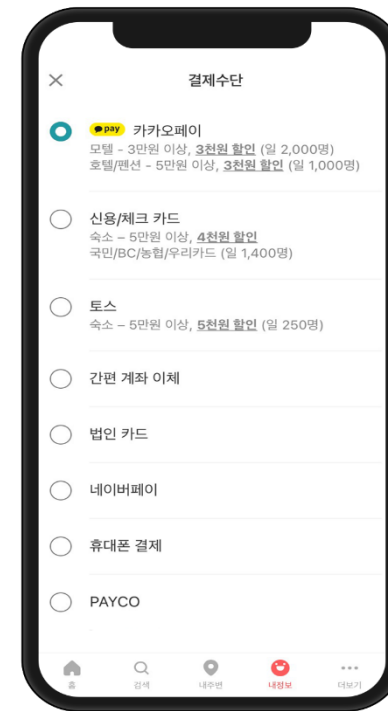 결제수단
pay 카카오페이
모텔 - 3만원 이상, 3천원 할인 (일 2,000명)
호텔/펜션 - 5만원 이상, 3천원 할인 (일 1,000명)
신용/체크 카드
숙소 – 5만원 이상, 4천원 할인
국민/BC/농협/우리카드 (일 1,400명)
토스
숙소 – 5만원 이상, 5천원 할인 (일 250명)
간편 계좌 이체
법인 카드
네이버페이
휴대폰 결제
PAYCO
홈 검색 내주변 내정보 더보기